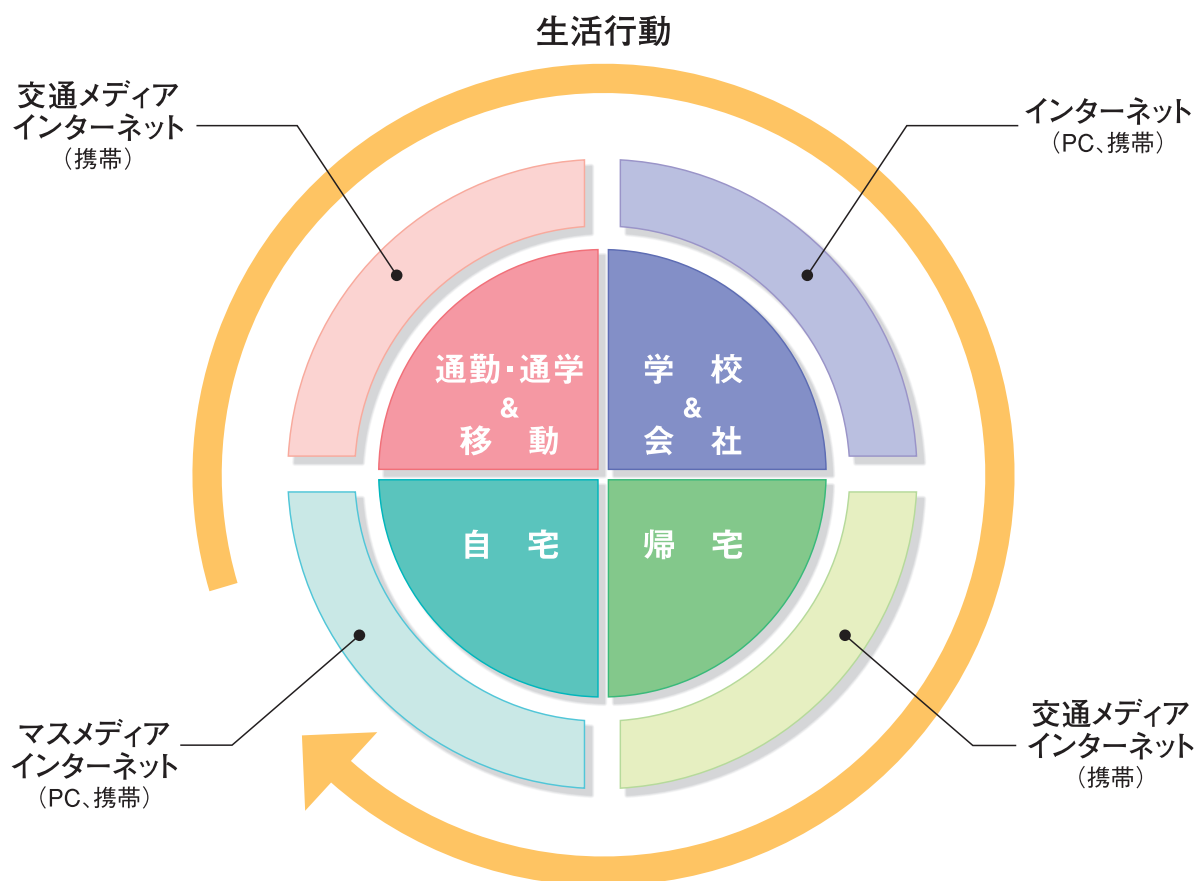 生活行動
交通メディア
インターネット
（携帯）
インターネット
（PC、携帯）
通勤・通学
&
移 動
学 校
&
会 社
自 宅
帰 宅
マスメディア
インターネット
（PC、携帯）
交通メディア
インターネット
（携帯）